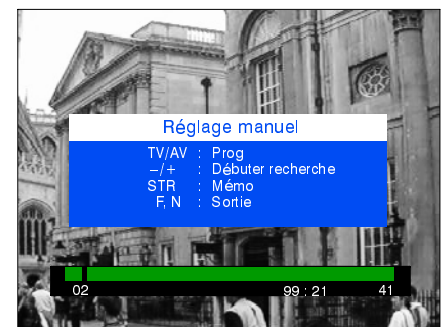 Réglage manuel
TV/AV : Prog
–/+ : Débuter recherche
STR : Mémo
F, N : Sortie
02 99 : 21 41